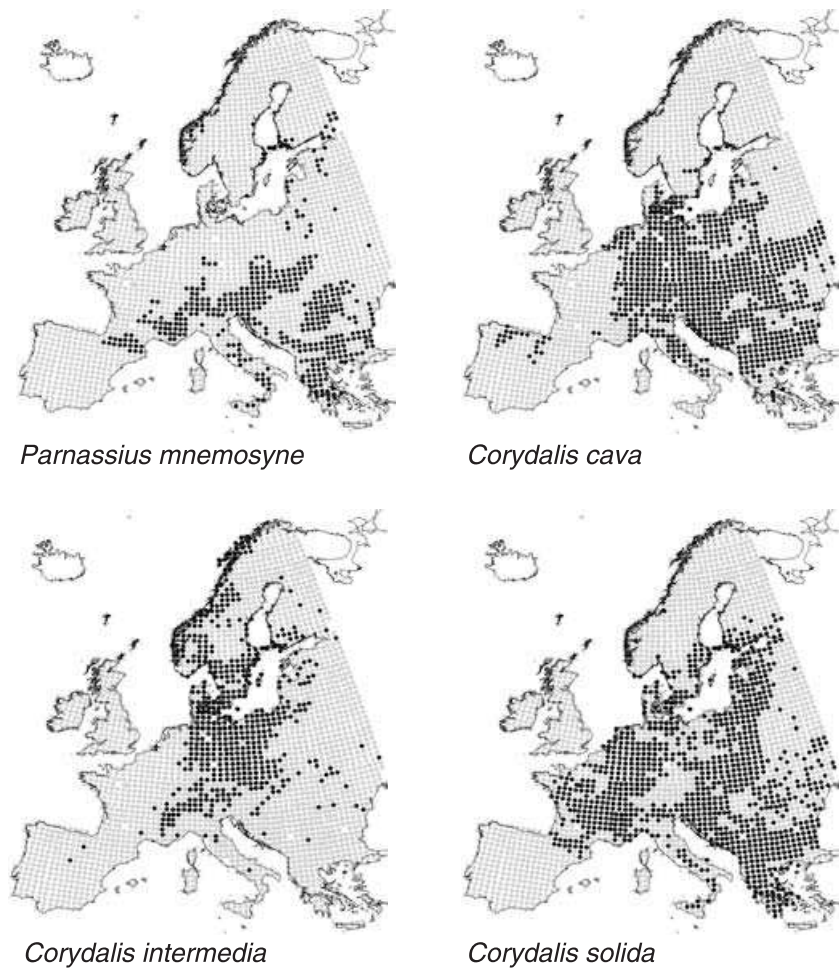 Parnassius mnemosyne
Corydalis cava
Corydalis intermedia
Corydalis solida